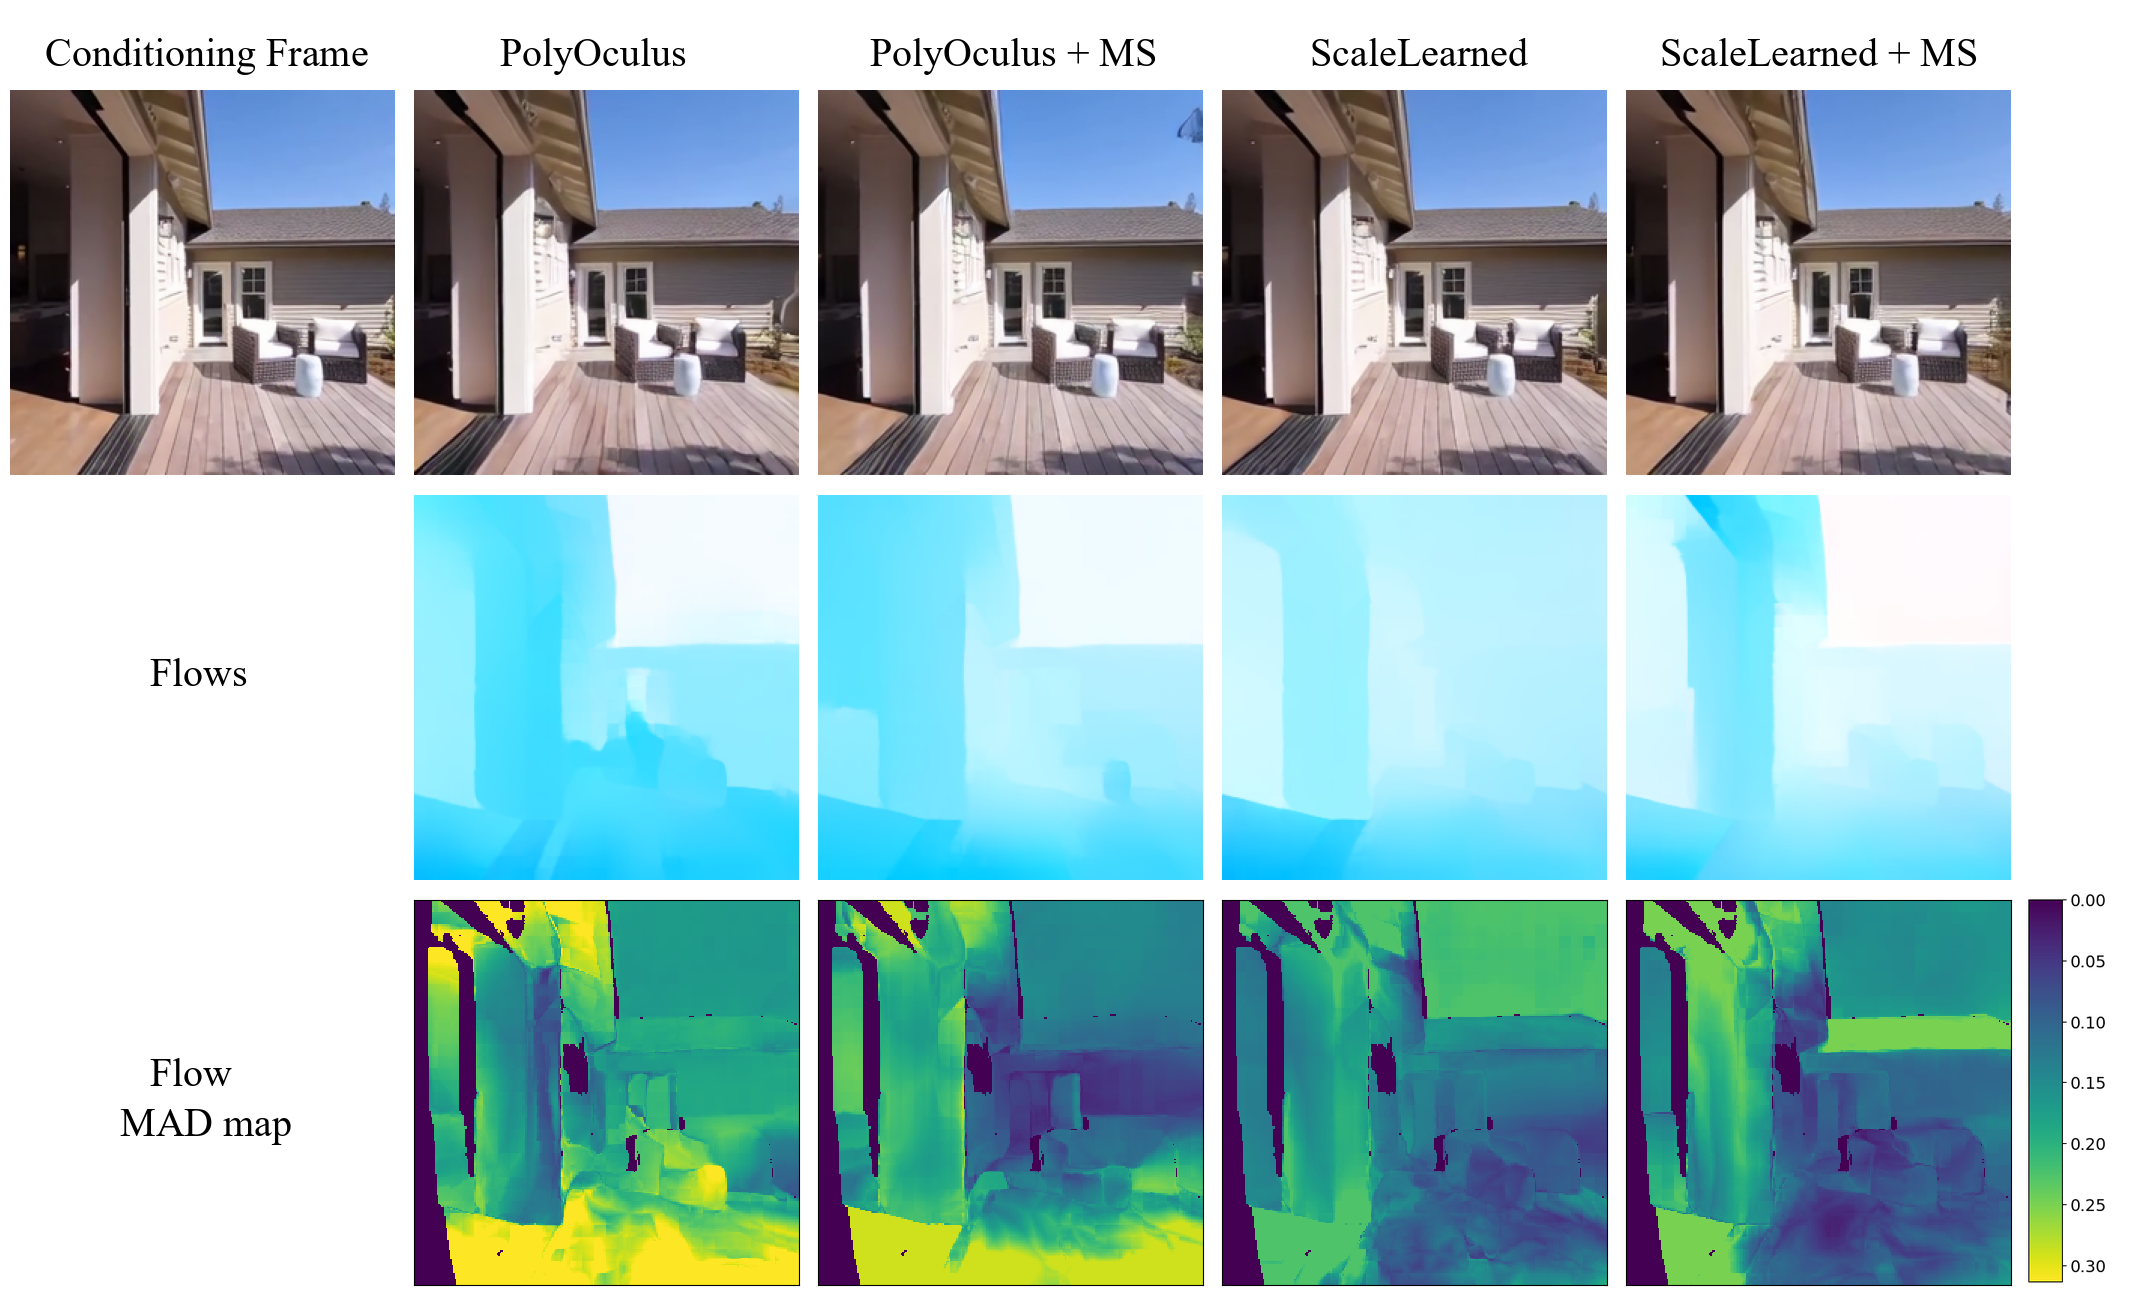 Conditioning Frame
PolyOculus
PolyOculus + MS
ScaleLearned
ScaleLearned + MS
Flows
Flow
MAD map
0.00
0.05
0.10
0.15
0.20
0.25
0.30